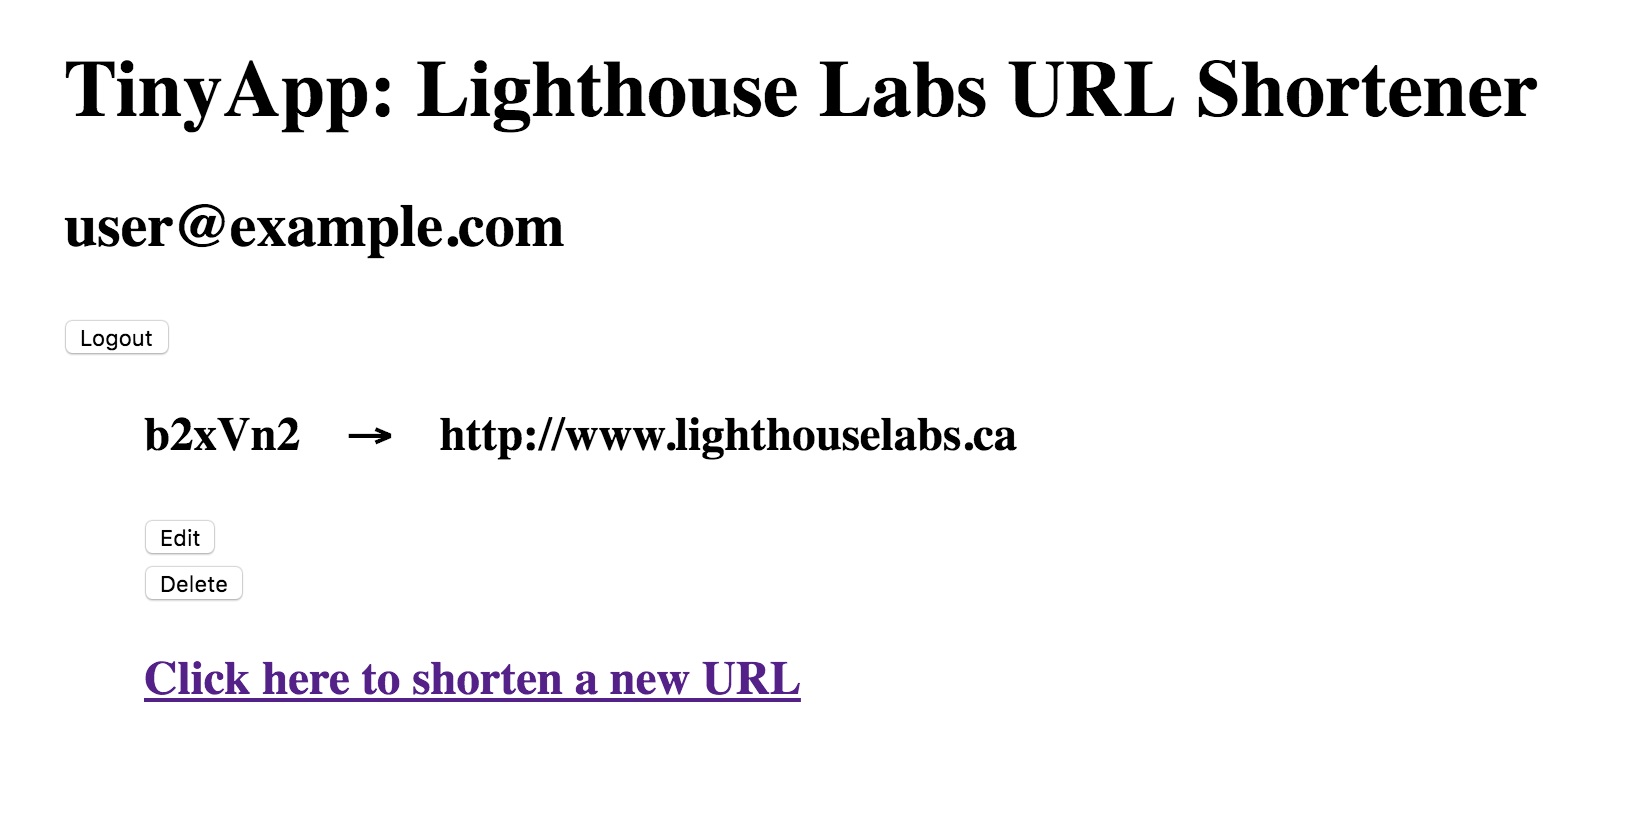 TinyApp: Lighthouse Labs URL Shortener
user@example.com
Logout
b2xVn2 → http://www.lighthouselabs.ca
Edit
Delete
Click here to shorten a new URL